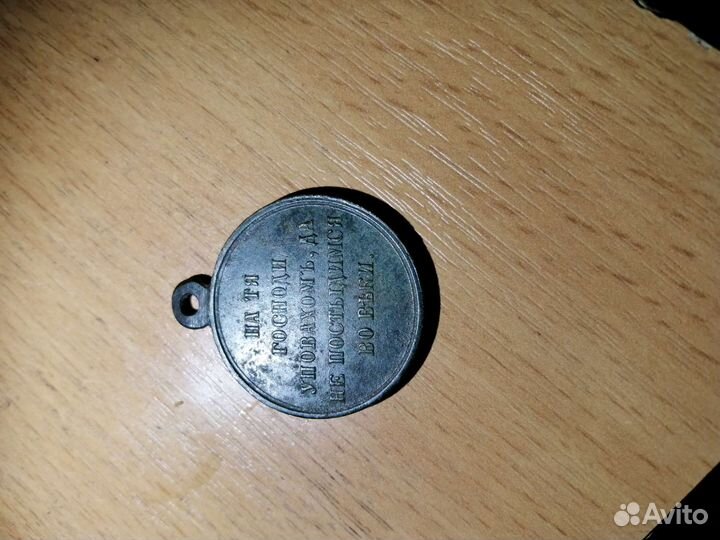 НА ТЯ
ГОСПОДИ
УПОВАХОМЪ, ДА
НЕ ПОСТЫДИМСЯ
ВО ВѢКИ.
Avito